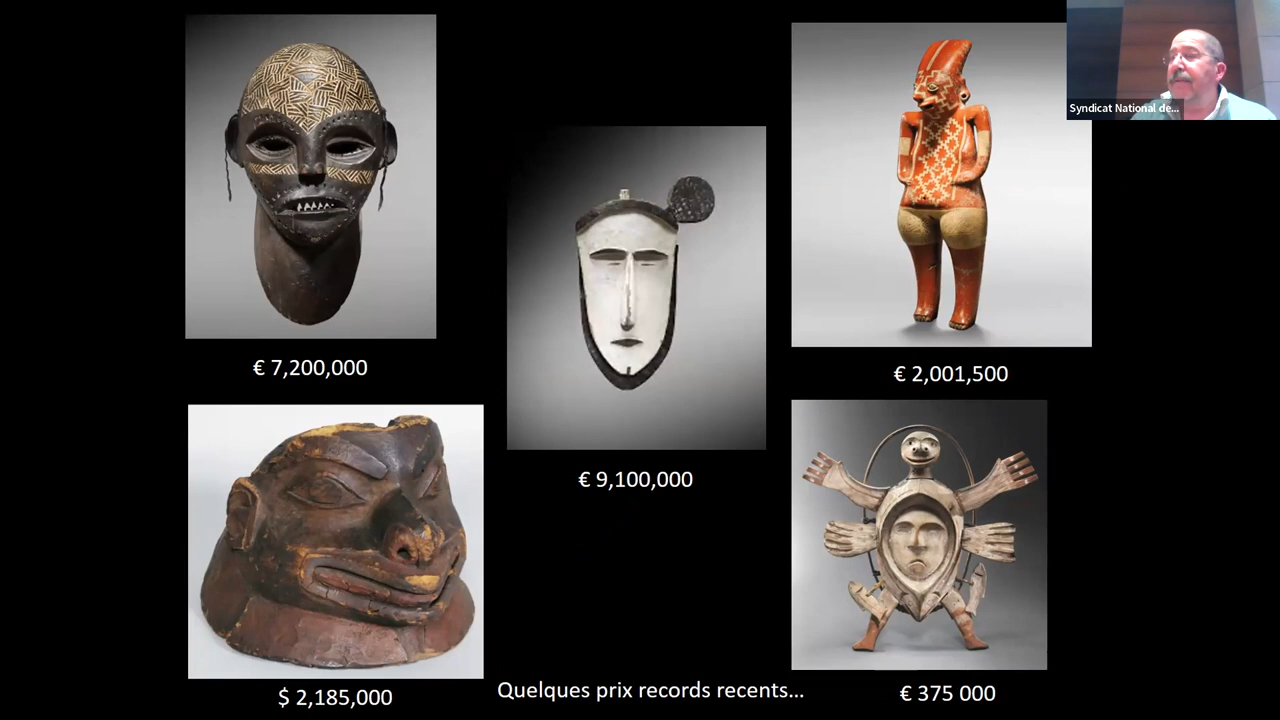 Syndicat National de...
€ 7,200,000
€ 2,001,500
€ 9,100,000
$ 2,185,000
Quelques prix records recents...
€ 375 000